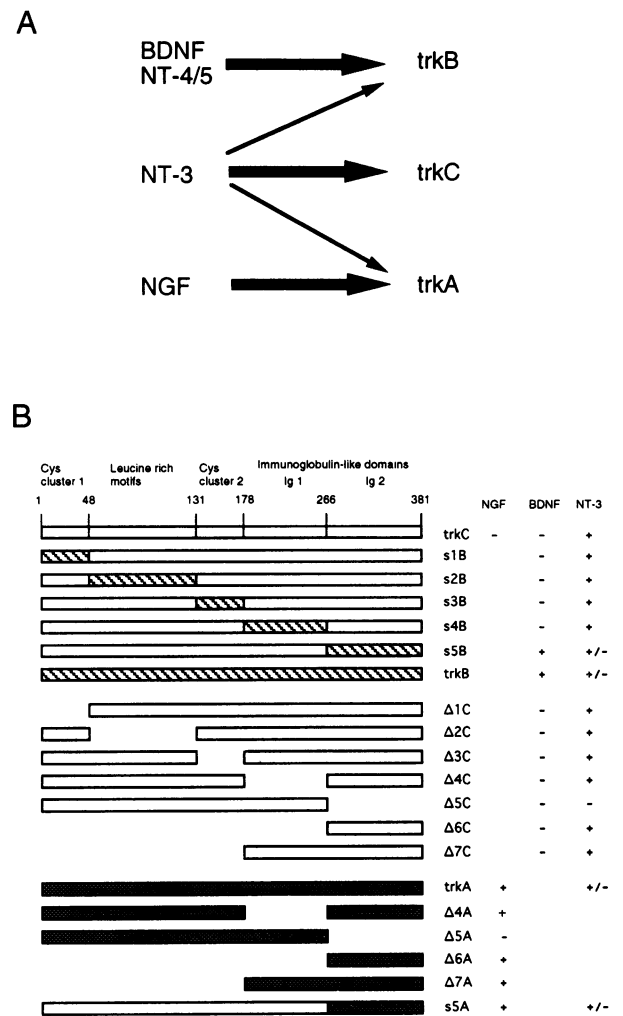 A
BDNF
NT-4/5
trkB
NT-3
trkC
NGF
trkA
B
Cys cluster 1 Leucine rich motifs Cys cluster 2 Immunoglobulin-like domains
Ig 1 Ig 2
1 48 131 178 266 381
NGF BDNF NT-3
trkC - - +
s1B - +
s2B - +
s3B - +
s4B - +
s5B + +/-
trkB + +/-
Δ1C - +
Δ2C - +
Δ3C - +
Δ4C - +
Δ5C - -
Δ6C - +
Δ7C - +
trkA + +/-
Δ4A +
Δ5A -
Δ6A +
Δ7A +
s5A + +/-